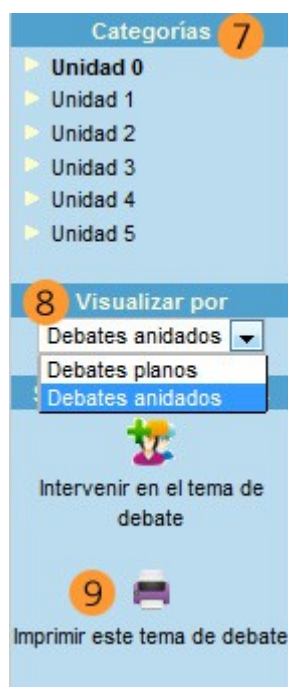 Categorías 7
Unidad 0
Unidad 1
Unidad 2
Unidad 3
Unidad 4
Unidad 5
8 Visualizar por
Debates anidados
Debates planos
Debates anidados
Intervenir en el tema de
debate
9
Imprimir este tema de debate